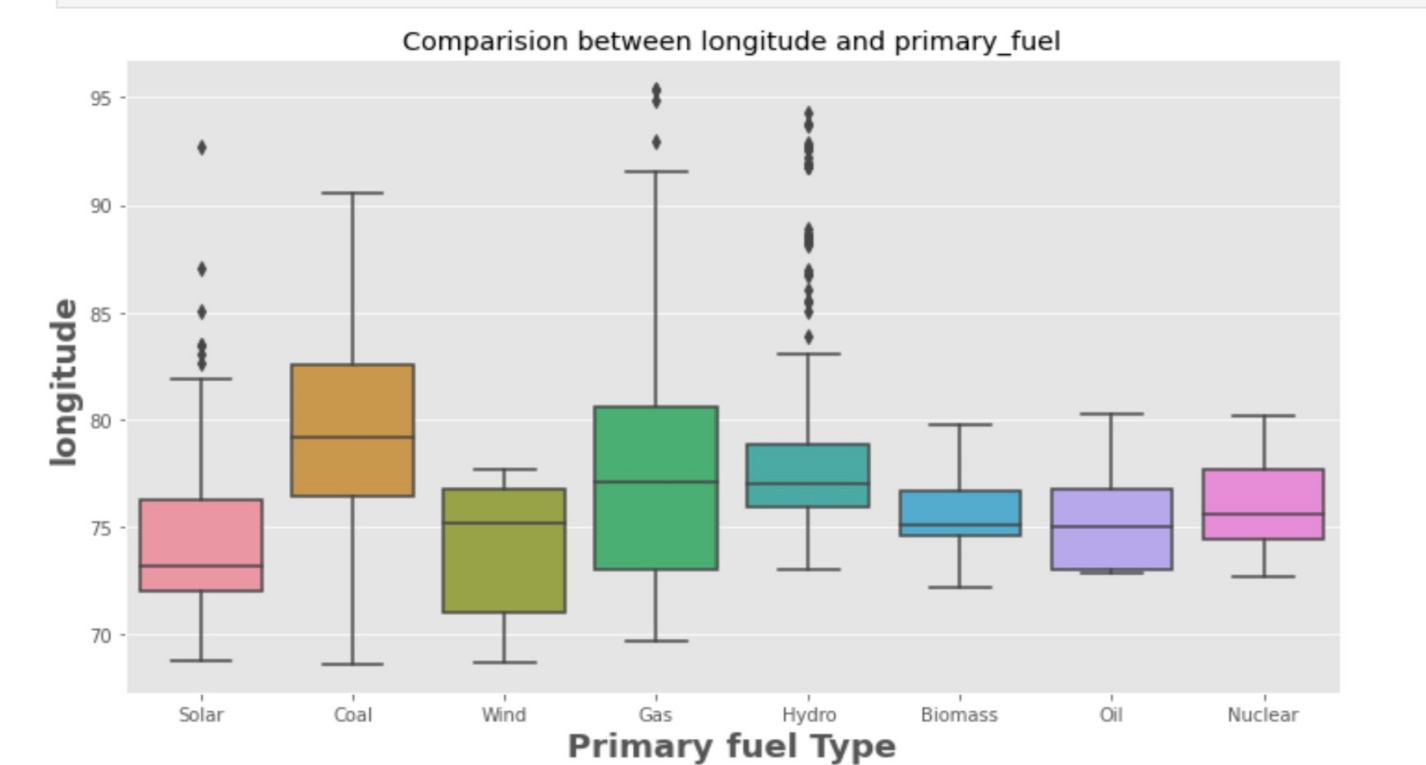 Comparision between longitude and primary_fuel
95
90
85
80
75
70
longitude
Solar Coal Wind Gas Hydro Biomass Oil Nuclear
Primary fuel Type